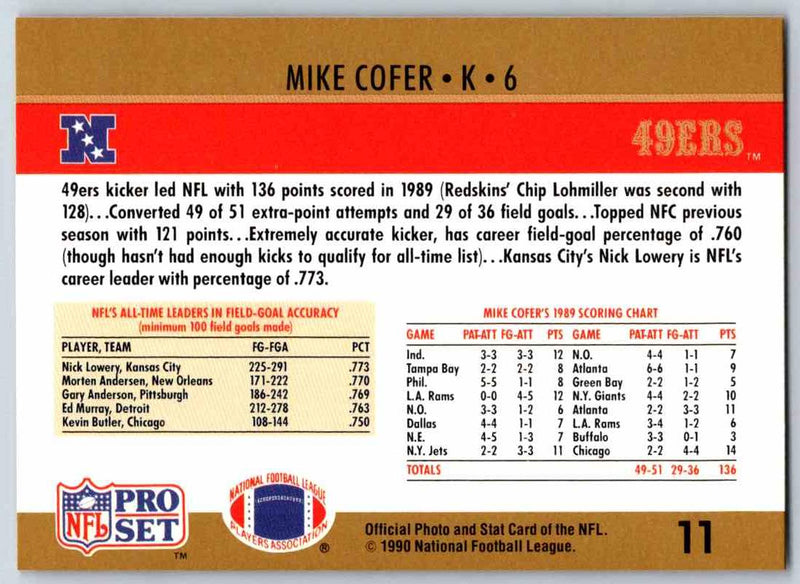 MIKE COFER • K • 6
N
49ERS TM
49ers kicker led NFL with 136 points scored in 1989 (Redskins' Chip Lohmiller was second with
128)...Converted 49 of 51 extra-point attempts and 29 of 36 field goals...Topped NFC previous
season with 121 points...Extremely accurate kicker, has career field-goal percentage of .760
(though hasn't had enough kicks to qualify for all-time list)...Kansas City's Nick Lowery is NFL's
career leader with percentage of .773.
NFL'S ALL-TIME LEADERS IN FIELD-GOAL ACCURACY
(minimum 100 field goals made)
PLAYER, TEAM FG-FGA PCT
Nick Lowery, Kansas City 225-291 .773
Morten Andersen, New Orleans 171-222 .770
Gary Anderson, Pittsburgh 186-242 .769
Ed Murray, Detroit 212-278 .763
Kevin Butler, Chicago 108-144 .750
MIKE COFER'S 1989 SCORING CHART
GAME PAT-ATT FG-ATT PTS GAME PAT-ATT FG-ATT PTS
Ind. 3-3 3-3 12 N.O. 4-4 1-1 7
Tampa Bay 2-2 2-2 8 Atlanta 6-6 1-1 9
Phil. 5-5 1-1 8 Green Bay 2-2 1-2 5
L.A. Rams 0-0 4-5 12 N.Y. Giants 4-4 2-2 10
N.O. 3-3 1-2 6 Atlanta 2-2 3-3 11
Dallas 4-4 1-1 7 L.A. Rams 3-4 1-2 6
N.E. 4-5 1-3 7 Buffalo 3-3 0-1 3
N.Y. Jets 2-2 3-3 11 Chicago 2-2 4-4 14
TOTALS 49-51 29-36 136
NFL PRO SET TM
NATIONAL FOOTBALL LEAGUE
PLAYERS ASSOCIATION ®
Official Photo and Stat Card of the NFL.
© 1990 National Football League.
11